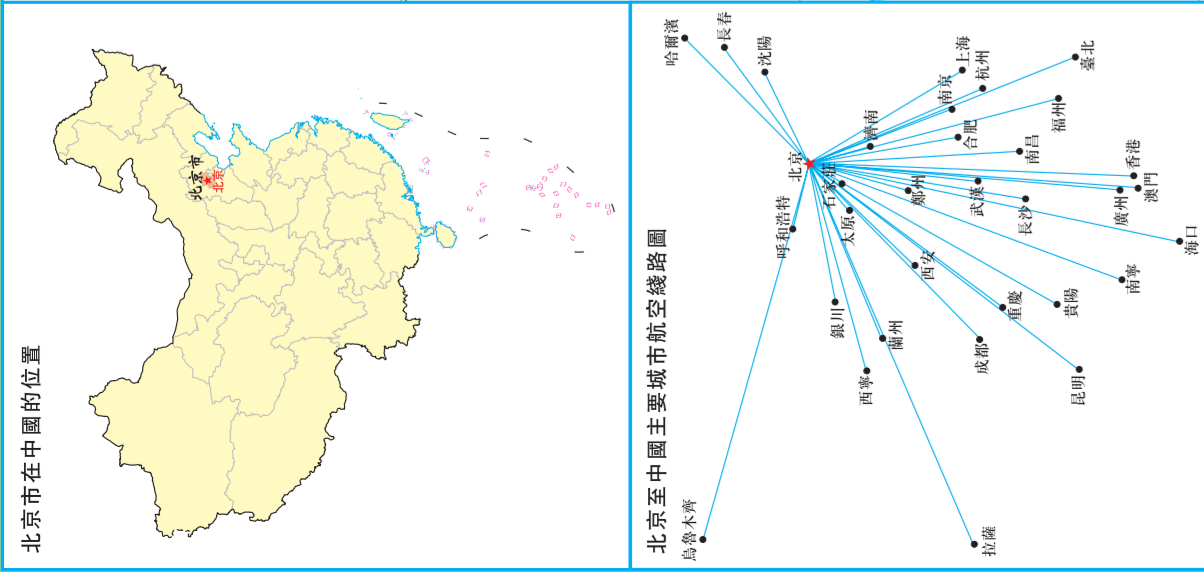 北京市在中國的位置
北京市
北京
北京至中國主要城市航空綫路圖
哈爾濱
長春
沈陽
上海
杭州
南京
臺北
福州
濟南
合肥
南昌
北京
石家莊
香港
澳門
廣州
鄭州
武漢
長沙
海口
呼和浩特
太原
西安
南寧
銀川
重慶
貴陽
蘭州
成都
西寧
昆明
烏魯木齊
拉薩